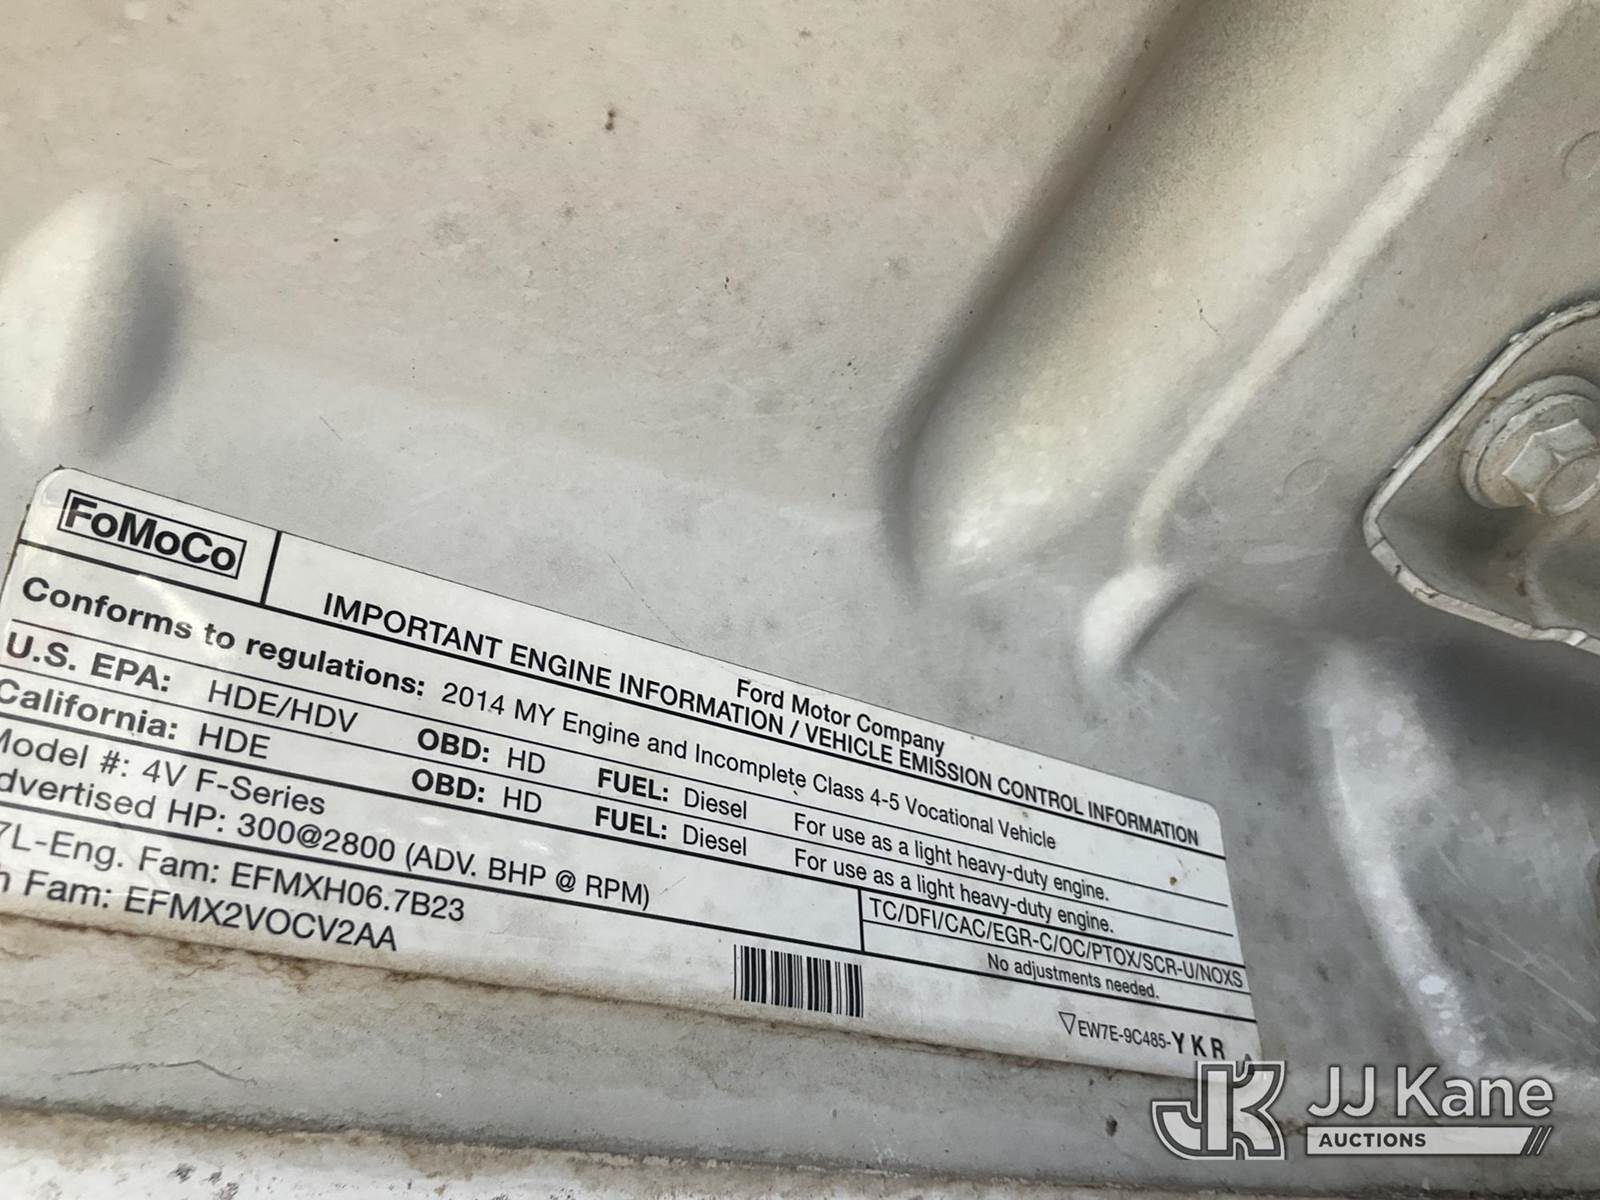 FoMoCo
Ford Motor Company
IMPORTANT ENGINE INFORMATION / VEHICLE EMISSION CONTROL INFORMATION
Conforms to regulations: 2014 MY Engine and Incomplete Class 4-5 Vocational Vehicle
U.S. EPA: HDE/HDV OBD: HD FUEL: Diesel For use as a light heavy-duty engine.
California: HDE OBD: HD FUEL: Diesel For use as a light heavy-duty engine.
Model #: 4V F-Series
dvertised HP: 300@2800 (ADV. BHP @ RPM)
TC/DFI/CAC/EGR-C/OC/PTOX/SCR-U/NOXS
No adjustments needed.
7L-Eng. Fam: EFMXH06.7B23
h Fam: EFMX2VOCV2AA
EW7E-9C485-YKR
JJ Kane
AUCTIONS